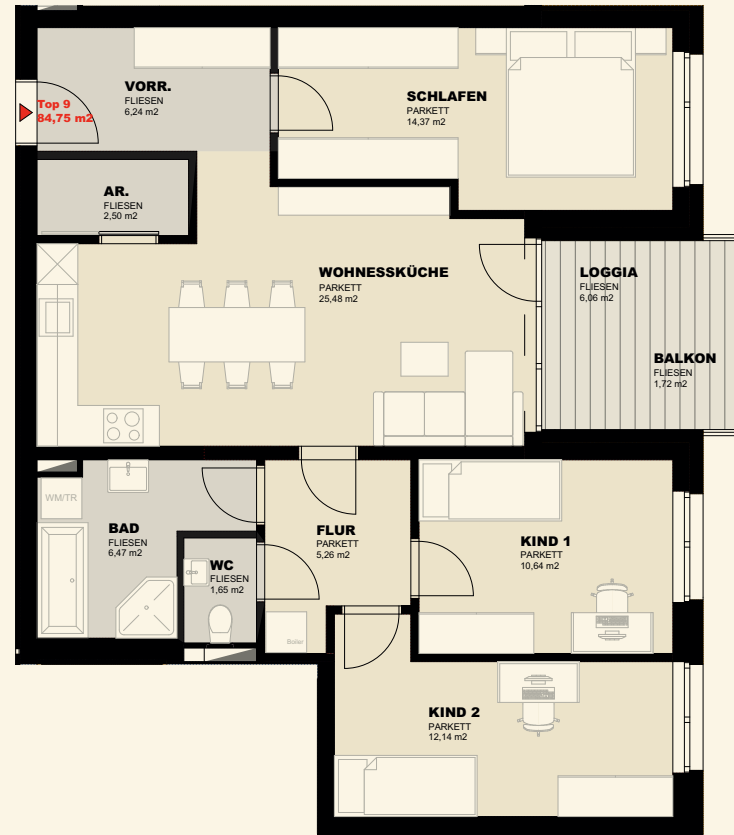 VORR.
FLIESEN
6,24 m2
Top 9
84,75 m2
SCHLAFEN
PARKETT
14,37 m2
AR.
FLIESEN
2,50 m2
WOHNESSKÜCHE
PARKETT
25,48 m2
LOGGIA
FLIESEN
6,06 m2
BALKON
FLIESEN
1,72 m2
WM/TR
BAD
FLIESEN
6,47 m2
WC
FLIESEN
1,65 m2
FLUR
PARKETT
5,26 m2
KIND 1
PARKETT
10,64 m2
Boiler
KIND 2
PARKETT
12,14 m2